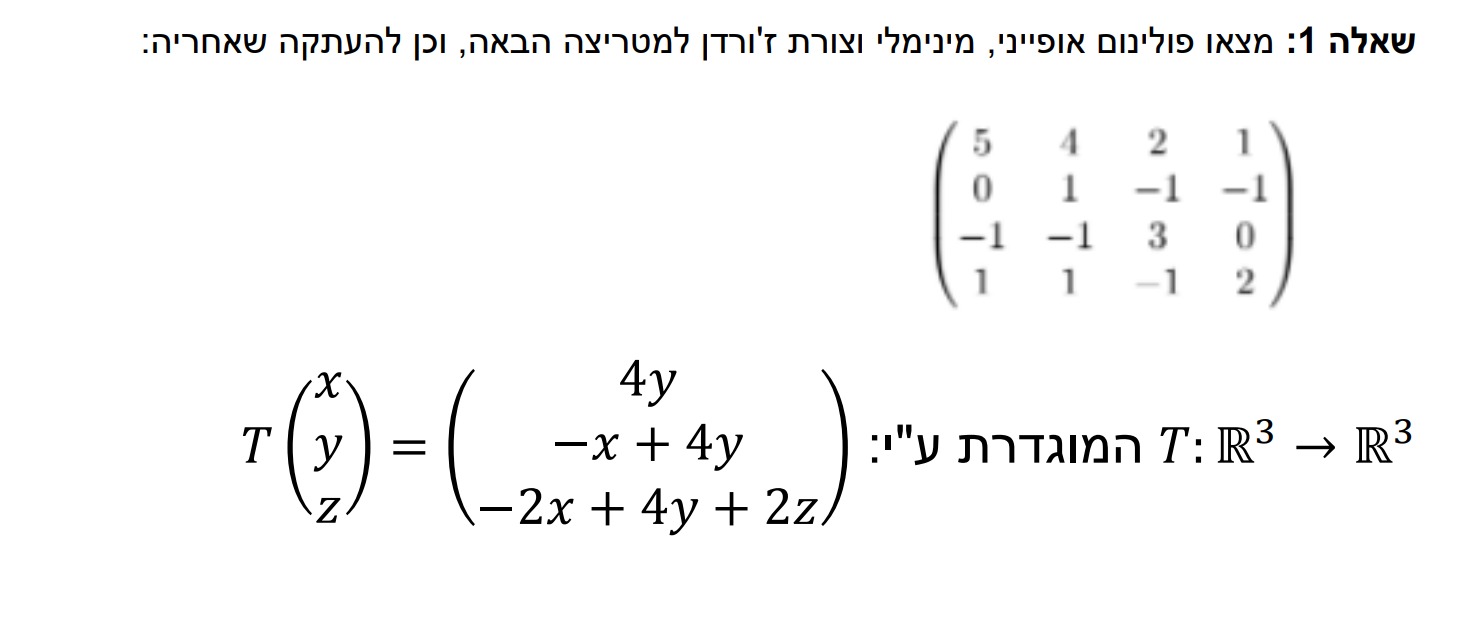 שאלה 1: מצאו פולינום אופייני, מינימלי וצורת ז'ורדן למטריצה הבאה, וכן להעתקה שאחריה:
5 4 2 1
0 1 −1 −1
−1 −1 3 0
1 1 −1 2
T: ℝ³ → ℝ³ המוגדרת ע"י: T(x y z) = (4y
−x + 4y
−2x + 4y + 2z)